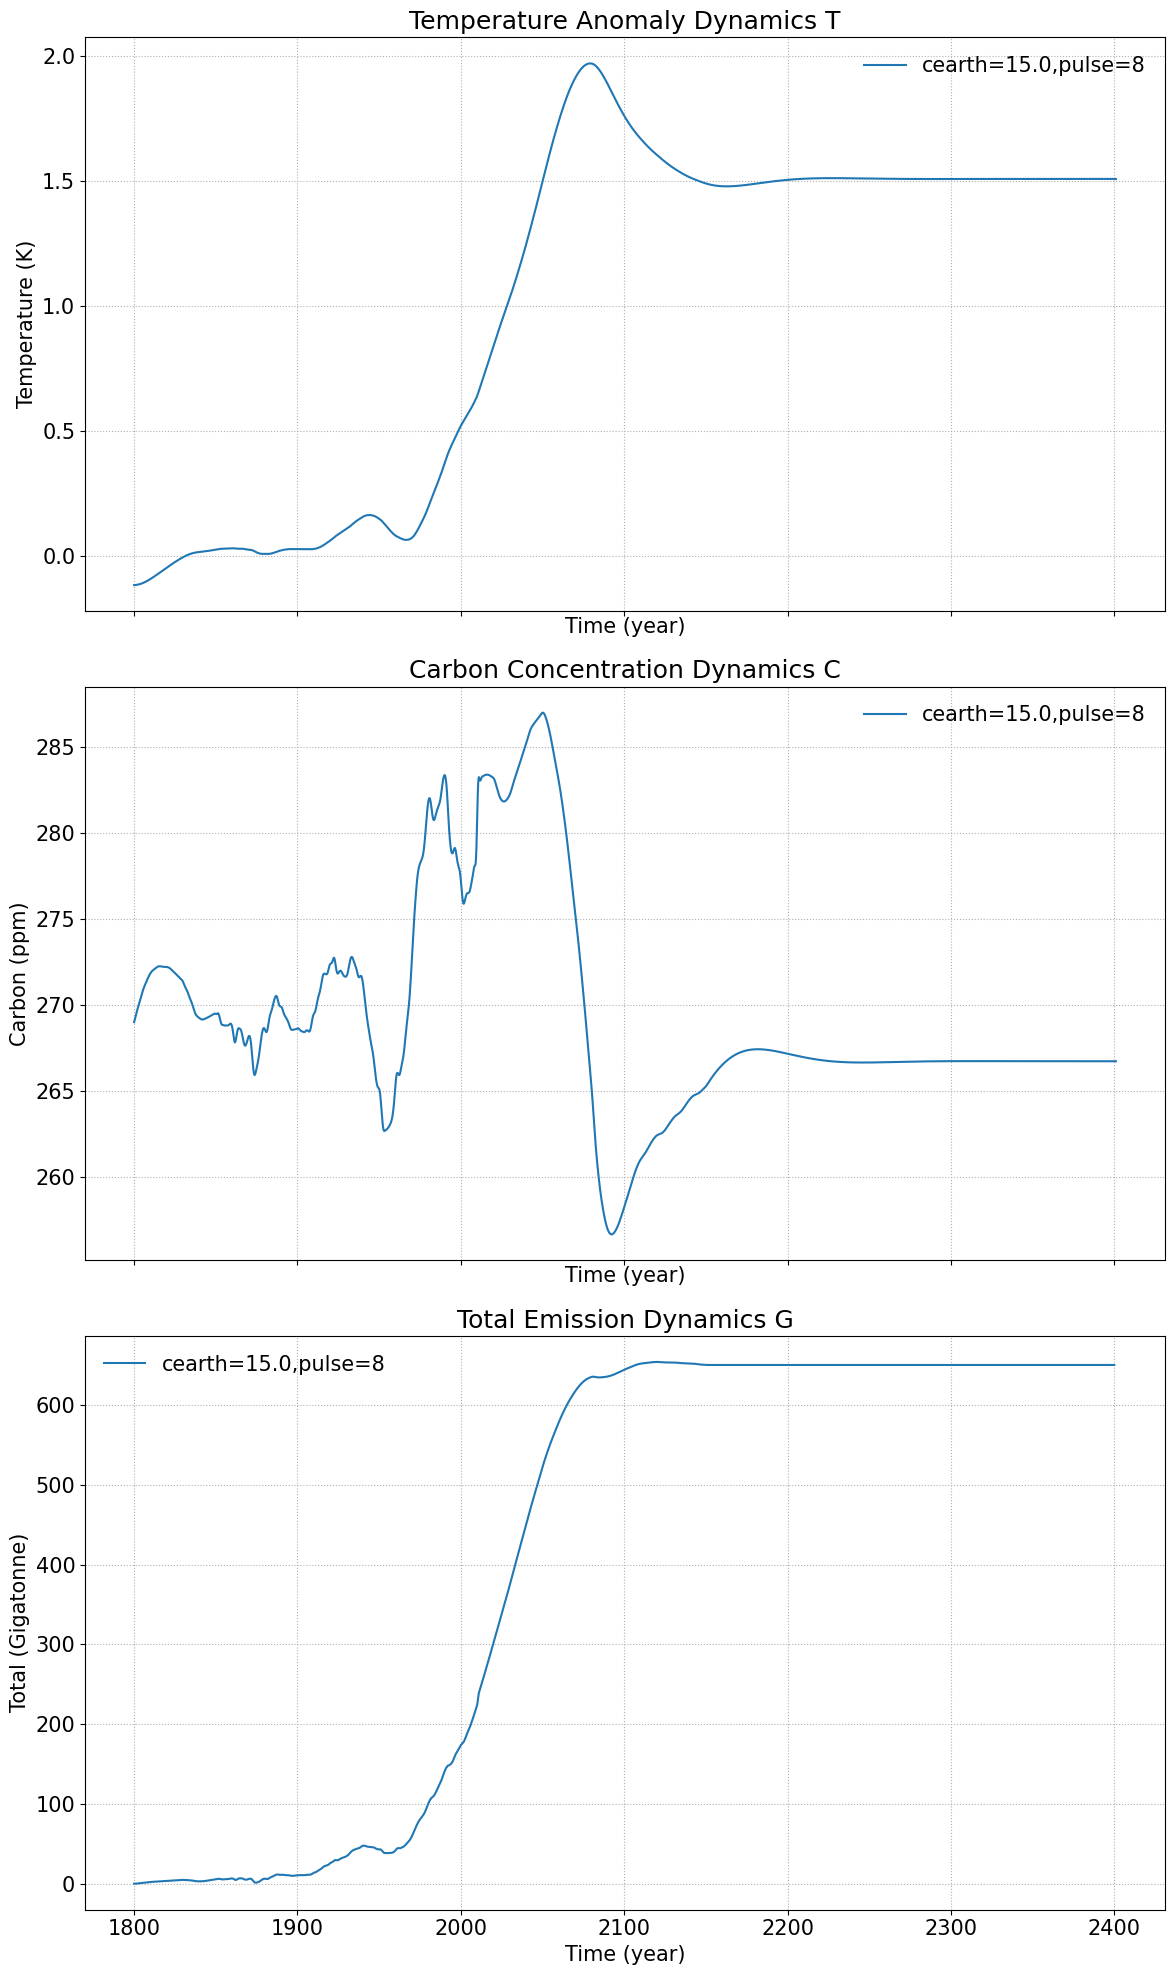 Temperature Anomaly Dynamics T
cearth=15.0,pulse=8
2.0
1.5
1.0
0.5
0.0
Temperature (K)
Time (year)
Carbon Concentration Dynamics C
cearth=15.0,pulse=8
285
280
275
270
265
260
Carbon (ppm)
Time (year)
Total Emission Dynamics G
cearth=15.0,pulse=8
600
500
400
300
200
100
0
Total (Gigatonne)
1800 1900 2000 2100 2200 2300 2400
Time (year)